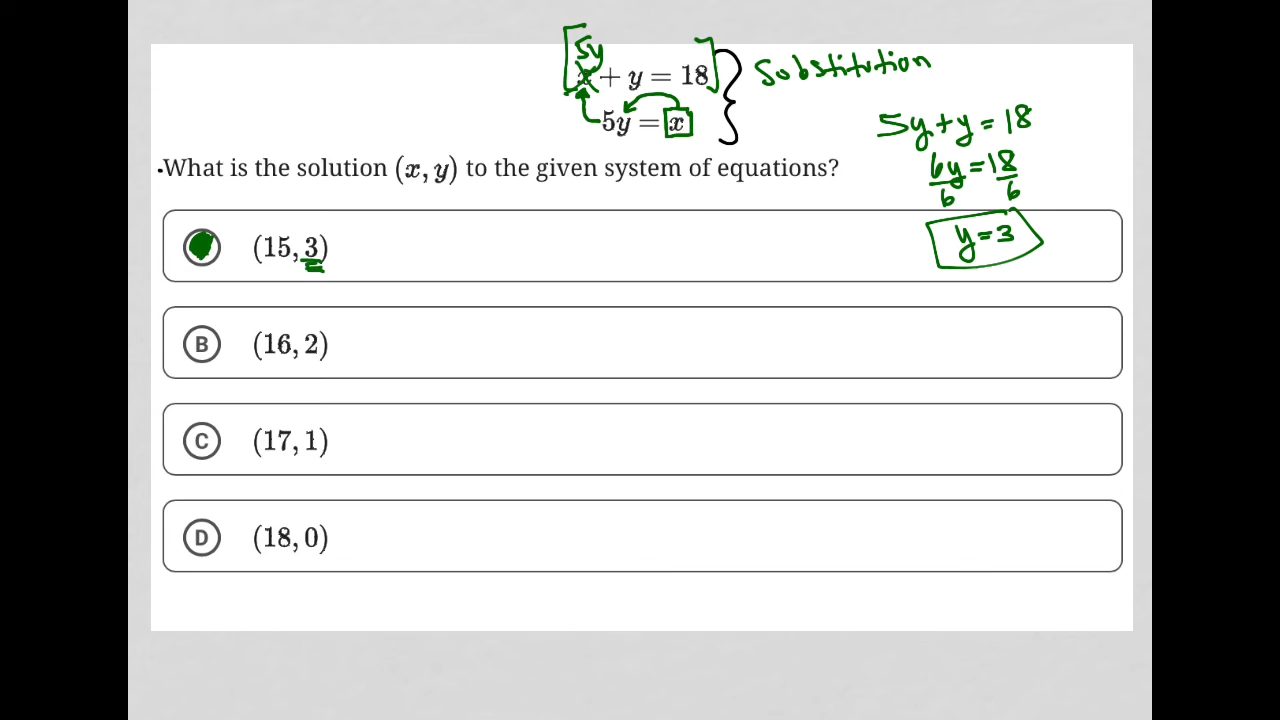 5y
x + y = 18
5y = x
Substitution
5y + y = 18
6y = 18
6 6
y = 3
What is the solution (x, y) to the given system of equations?
(15, 3)
B (16, 2)
C (17, 1)
D (18, 0)